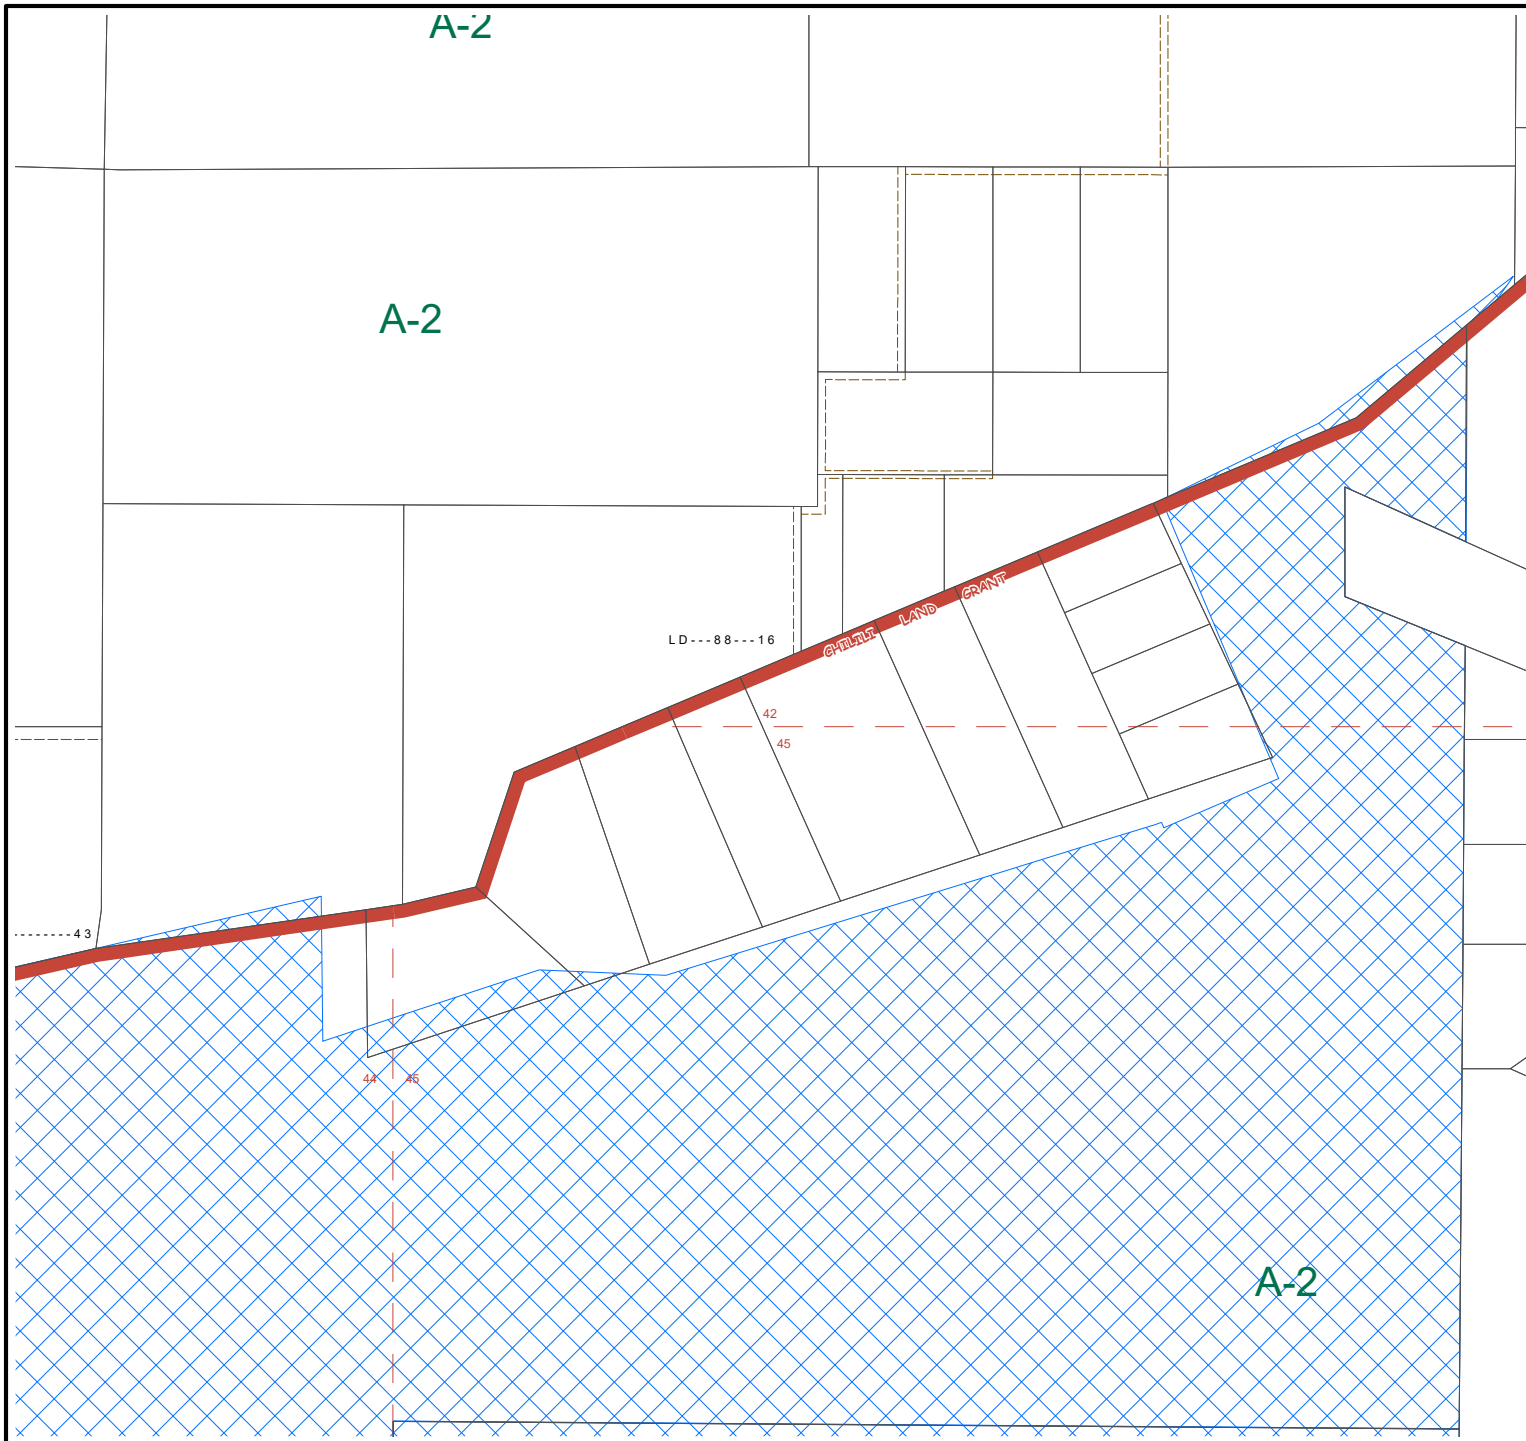 A-2
A-2
LD---88---16
CHILILI LAND GRANT
42
45
-------43
44 45
A-2